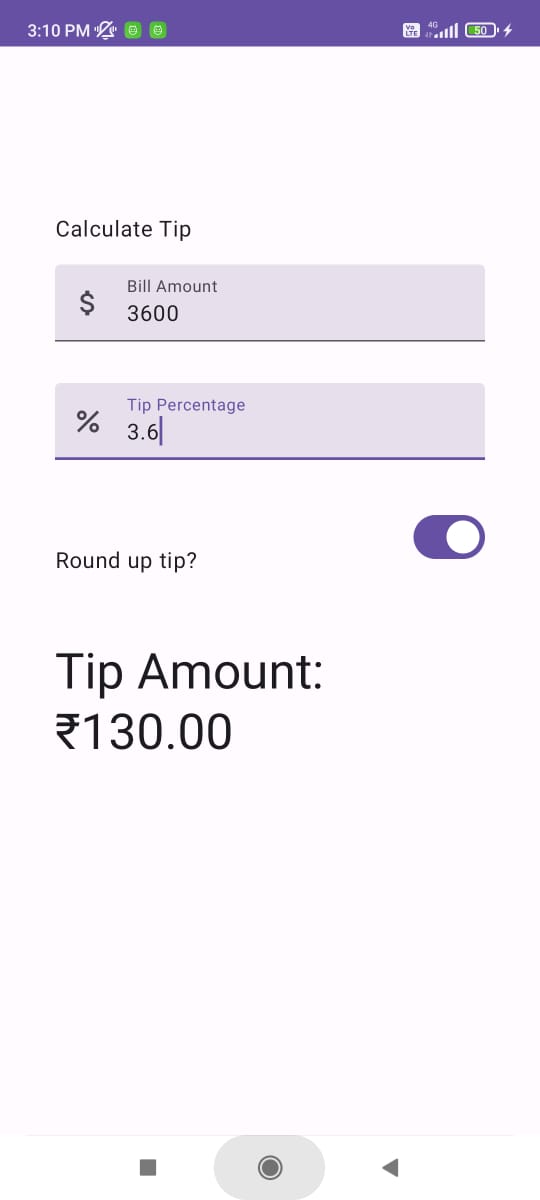 3:10 PM
Vo LTE 4G 50
Calculate Tip
$ Bill Amount
3600
% Tip Percentage
3.6
Round up tip?
Tip Amount:
₹130.00